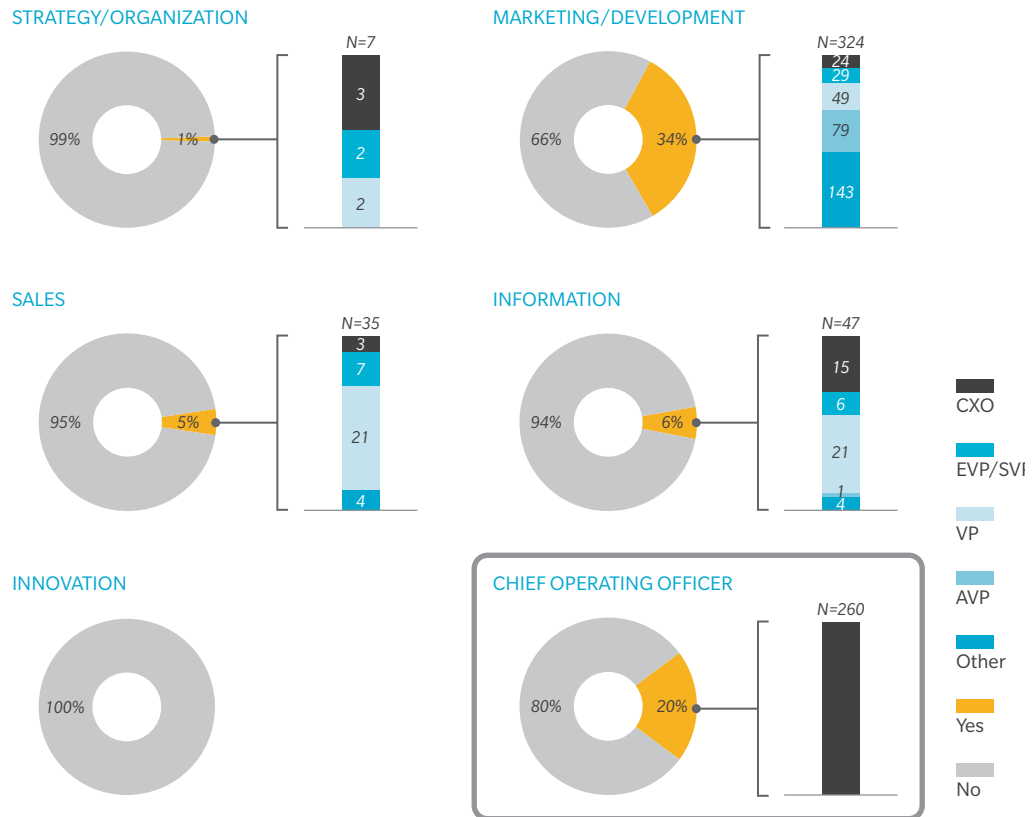 STRATEGY/ORGANIZATION
99%
1%
N=7
3
2
2
MARKETING/DEVELOPMENT
66%
34%
N=324
24
29
49
79
143
SALES
95%
5%
N=35
3
7
21
4
INFORMATION
94%
6%
N=47
15
6
21
1
4
INNOVATION
100%
CHIEF OPERATING OFFICER
80%
20%
N=260
CXO
EVP/SVP
VP
AVP
Other
Yes
No